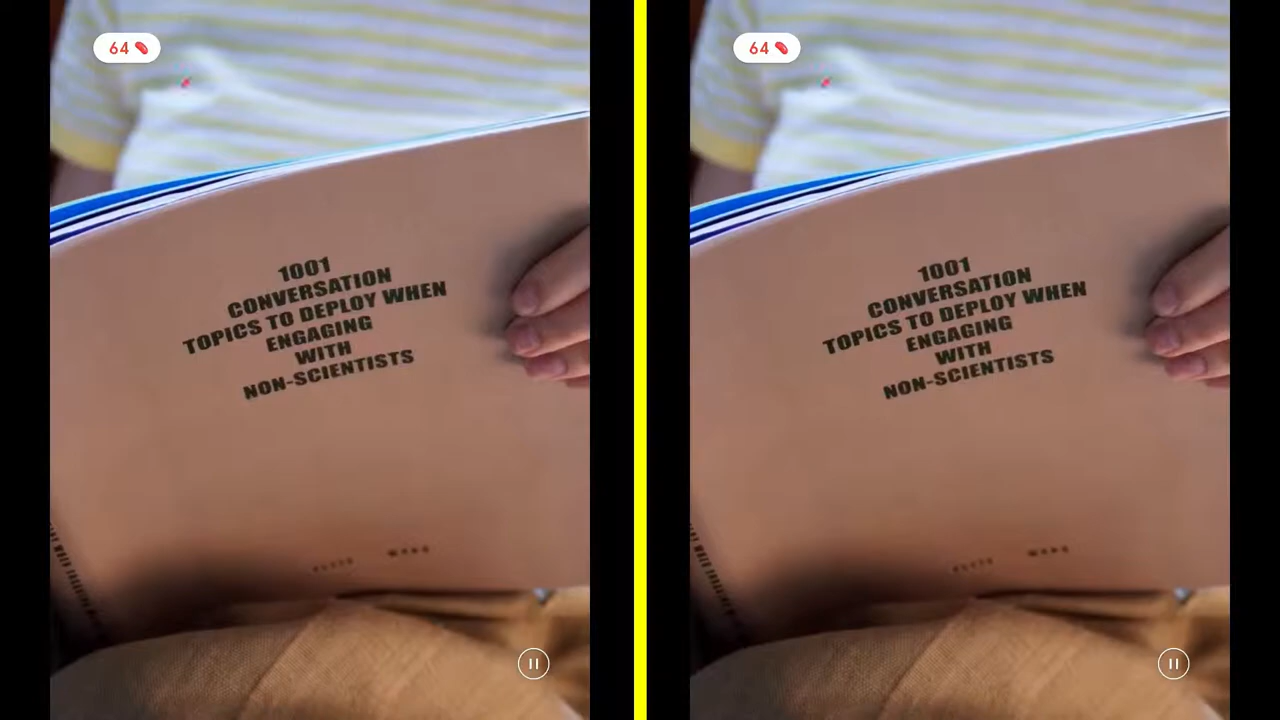 64
1001
CONVERSATION
TOPICS TO DEPLOY WHEN
ENGAGING
WITH
NON-SCIENTISTS
64
1001
CONVERSATION
TOPICS TO DEPLOY WHEN
ENGAGING
WITH
NON-SCIENTISTS